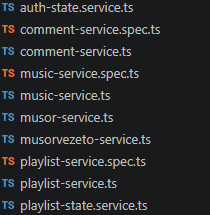 TS auth-state.service.ts
TS comment-service.spec.ts
TS comment-service.ts
TS music-service.spec.ts
TS music-service.ts
TS musor-service.ts
TS musorvezeto-service.ts
TS playlist-service.spec.ts
TS playlist-service.ts
TS playlist-state.service.ts